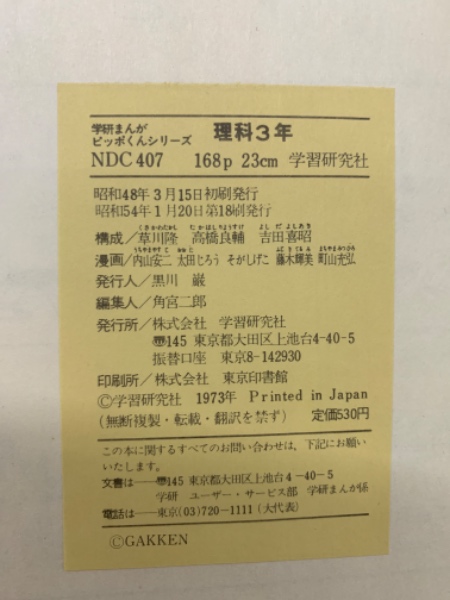 学研まんが
ピッポくんシリーズ 理科3年
NDC 407 168p 23cm 学習研究社
昭和48年3月15日初刷発行
昭和54年1月20日第18刷発行
構成／草川隆 高橋良輔 吉田喜昭
漫画／内山安二 太田じろう そがしげこ 藤木輝美 町山充弘
発行人／黒川 巌
編集人／角宮二郎
発行所／株式会社 学習研究社
〠145 東京都大田区上池台4-40-5
振替口座 東京8-142930
印刷所／株式会社 東京印書館
Ⓒ学習研究社 1973年 Printed in Japan
(無断複製・転載・翻訳を禁ず) 定価530円
この本に関するすべてのお問い合わせは、下記にお願い
いたします。
文書は――〠145 東京都大田区上池台4-40-5
学研 ユーザー・サービス部 学研まんが係
電話は――東京(03)720-1111(大代表)
ⒸGAKKEN